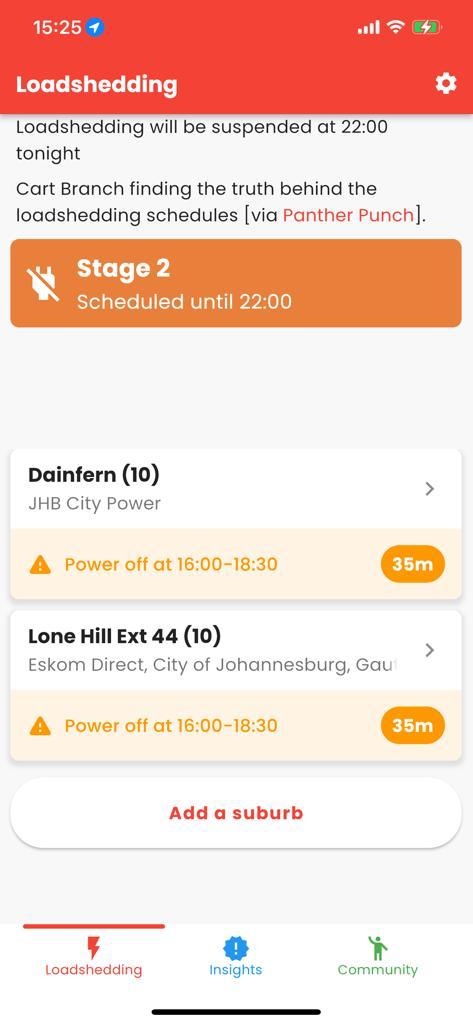 15:25
Loadshedding
Loadshedding will be suspended at 22:00
tonight
Cart Branch finding the truth behind the
loadshedding schedules [via Panther Punch].
Stage 2
Scheduled until 22:00
Dainfern (10)
JHB City Power
Power off at 16:00-18:30
35m
Lone Hill Ext 44 (10)
Eskom Direct, City of Johannesburg, Gau
Power off at 16:00-18:30
35m
Add a suburb
Loadshedding
Insights
Community